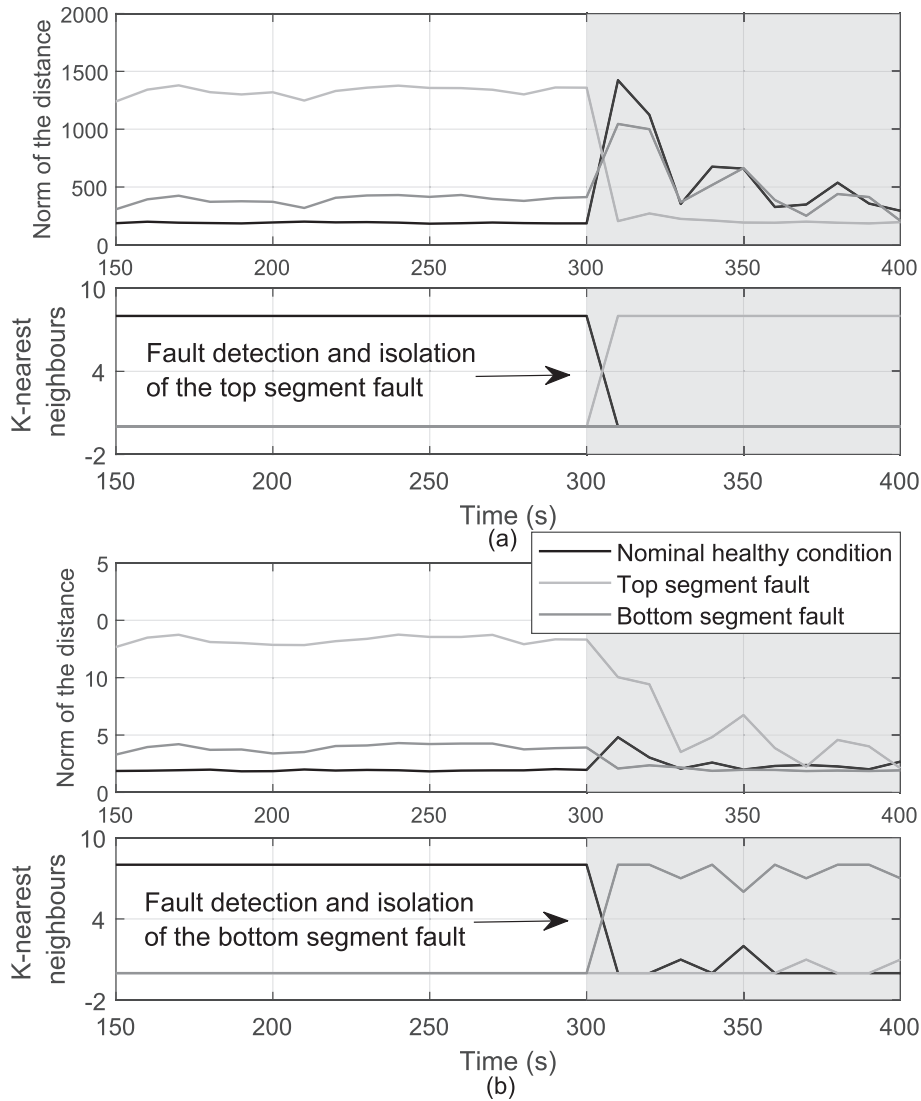 2000
1500
1000
500
0
Norm of the distance
150 200 250 300 350 400
10
4
-2
K-nearest
neighbours
Fault detection and isolation
of the top segment fault
150 200 250 300 350 400
Time (s)
(a)
Nominal healthy condition
Top segment fault
Bottom segment fault
5
0
10
5
0
Norm of the distance
150 200 250 300 350 400
10
4
-2
K-nearest
neighbours
Fault detection and isolation
of the bottom segment fault
150 200 250 300 350 400
Time (s)
(b)